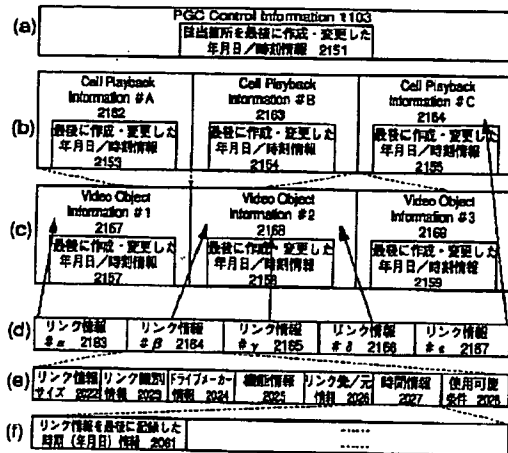 (a)
PGC Control Information 1103
該当箇所を最後に作成・変更した
年月日/時刻情報 2151
(b)
Cell Playback
Information #A
2162
最後に作成・変更した
年月日/時刻情報
2153
Cell Playback
Information #B
2163
最後に作成・変更した
年月日/時刻情報
2154
Cell Playback
Information #C
2164
最後に作成・変更した
年月日/時刻情報
2155
(c)
Video Object
Information #1
2167
最後に作成・変更した
年月日/時刻情報
2157
Video Object
Information #2
2168
最後に作成・変更した
年月日/時刻情報
2158
Video Object
Information #3
2169
最後に作成・変更した
年月日/時刻情報
2159
(d)
リンク情報
#α 2183
リンク情報
#β 2184
リンク情報
#γ 2165
リンク情報
#δ 2166
リンク情報
#ε 2167
(e)
リンク情報
サイズ 2022
リンク識別
情報 2023
ドライブメーカー
情報 2024
機能情報
2025
リンク先/元
情報 2026
時間情報
2027
使用可能
条件 2028
(f)
リンク情報を最後に記録した
時期(年月日)情報 2061
……
……